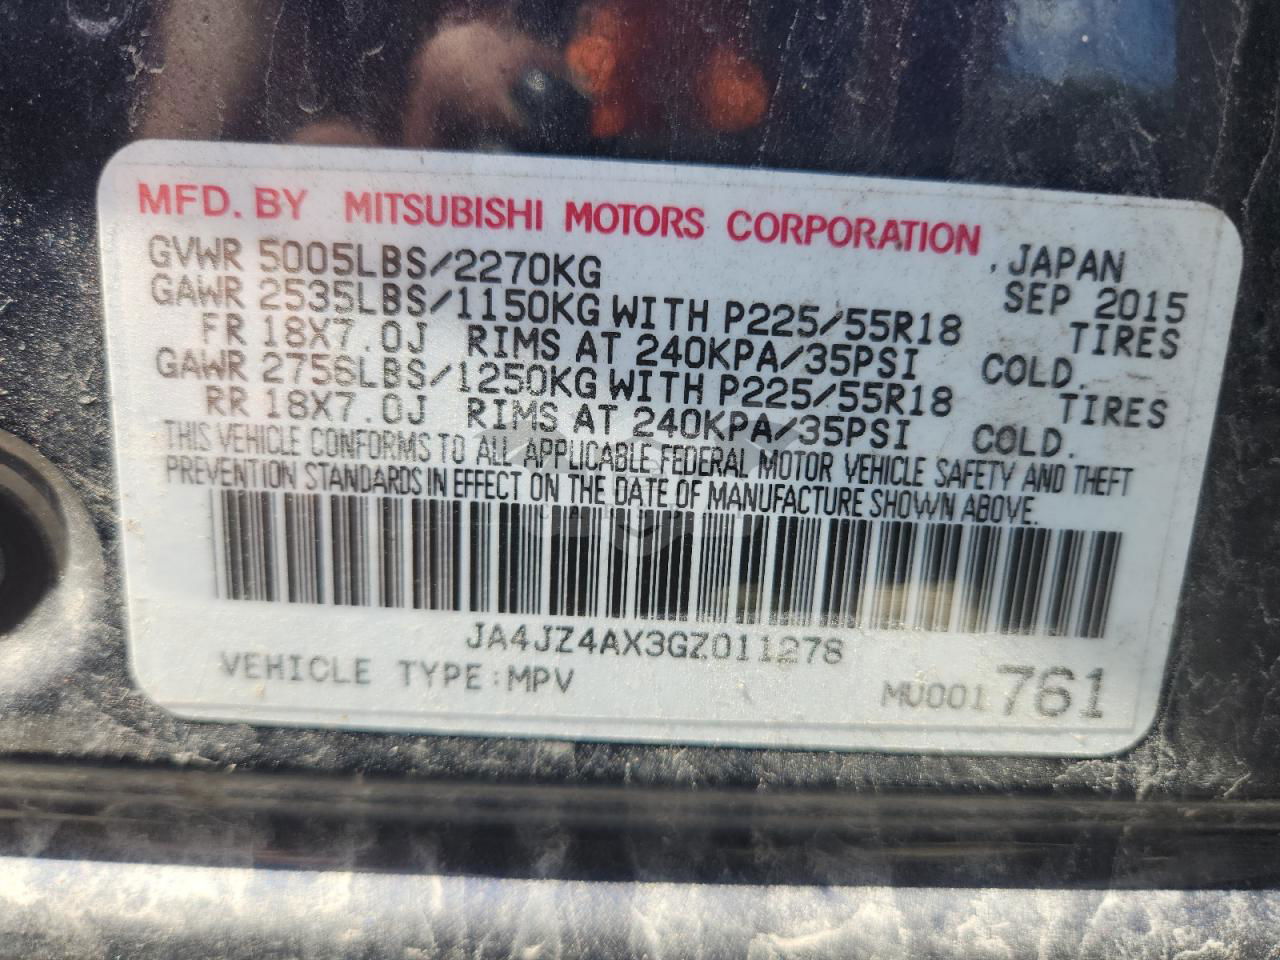 MFD. BY MITSUBISHI MOTORS CORPORATION
GVWR 5005LBS/2270KG JAPAN
GAWR 2535LBS/1150KG WITH P225/55R18 SEP 2015
FR 18X7.0J RIMS AT 240KPA/35PSI TIRES COLD.
GAWR 2756LBS/1250KG WITH P225/55R18 TIRES
RR 18X7.0J RIMS AT 240KPA/35PSI COLD.
THIS VEHICLE CONFORMS TO ALL APPLICABLE FEDERAL MOTOR VEHICLE SAFETY AND THEFT
PREVENTION STANDARDS IN EFFECT ON THE DATE OF MANUFACTURE SHOWN ABOVE.
JA4JZ4AX3GZ011278
VEHICLE TYPE:MPV MU001 761